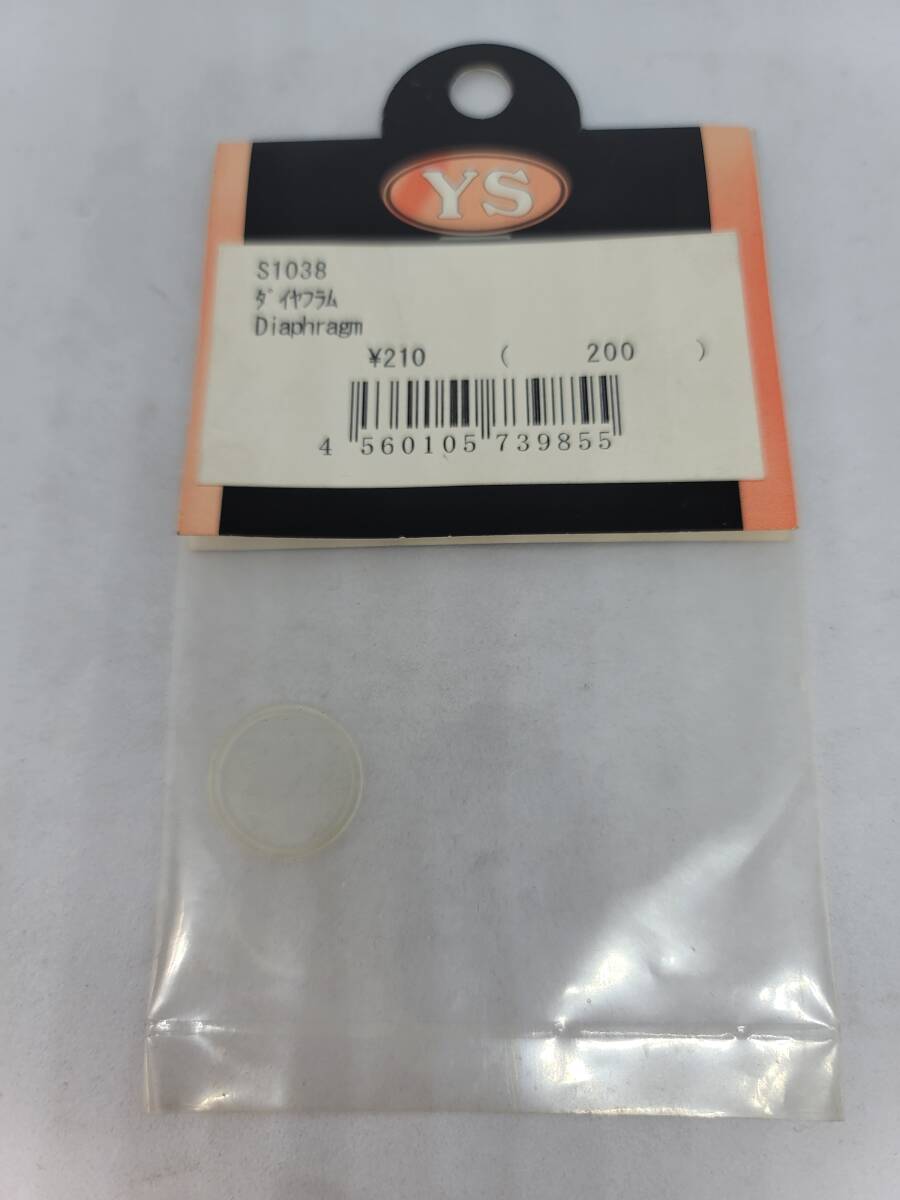 YS
S1038
ﾀﾞｲﾔﾌﾗﾑ
Diaphragm
¥210 ( 200 )
4 560105 739855